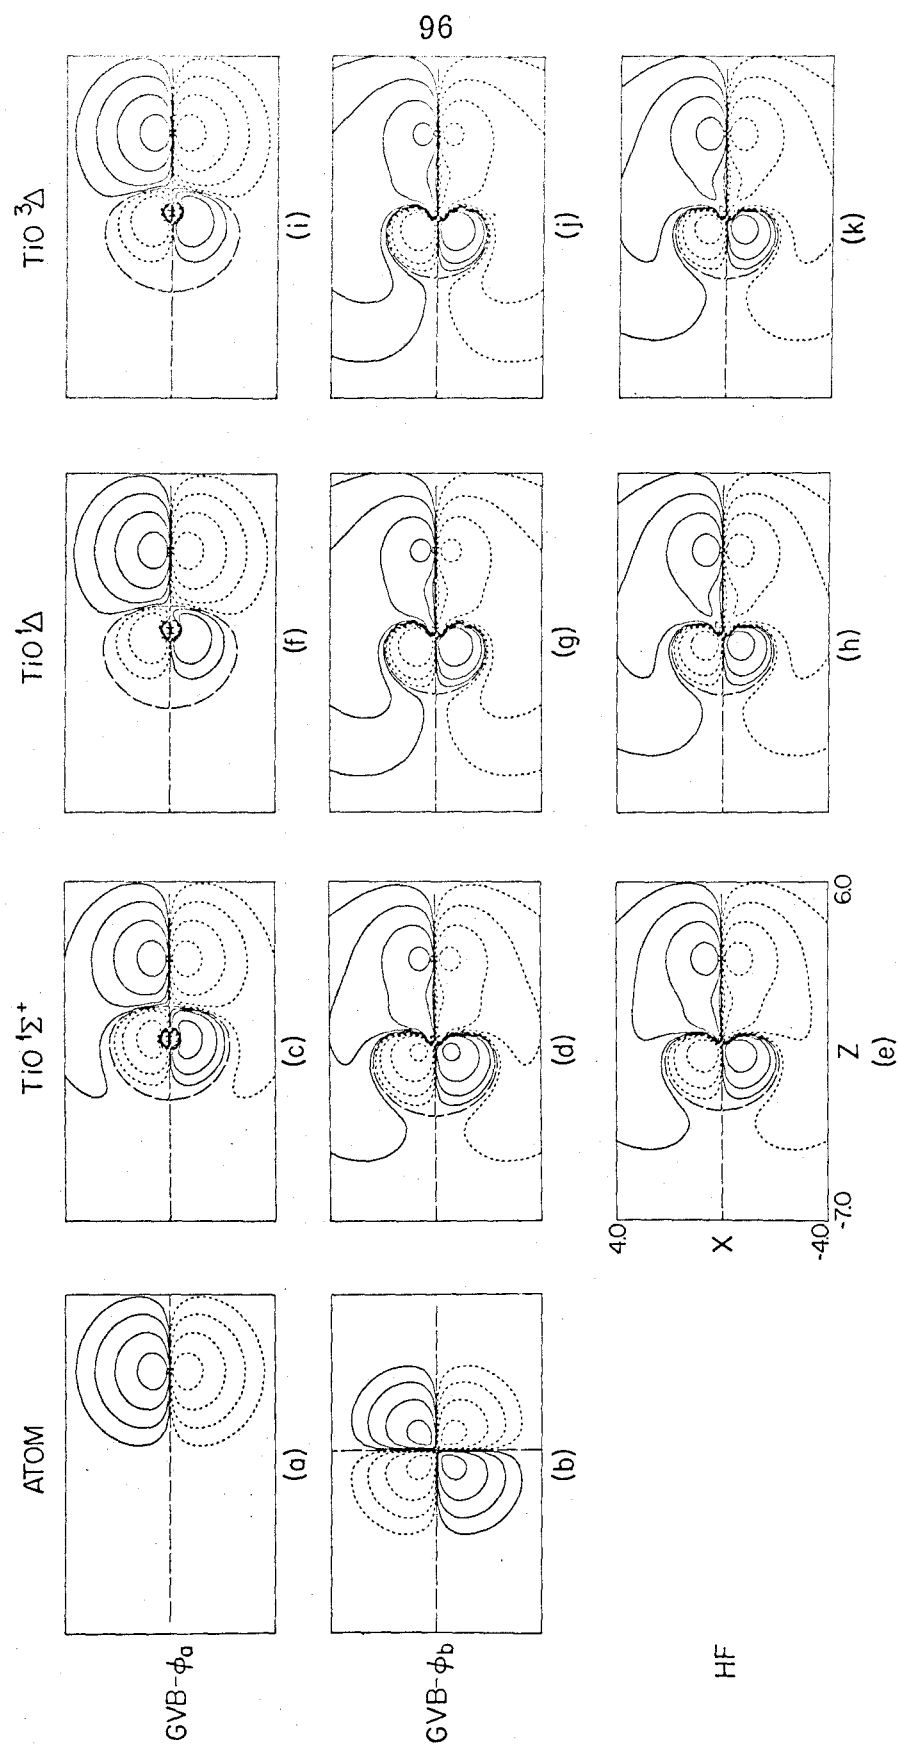 96
ATOM
TiO ¹Σ⁺
TiO ¹Δ
TiO ³Δ
GVB-ϕa
(a)
(c)
(f)
(i)
GVB-ϕb
(b)
(d)
(g)
(j)
HF
4.0
X
-4.0
-7.0
Z
6.0
(e)
(h)
(k)